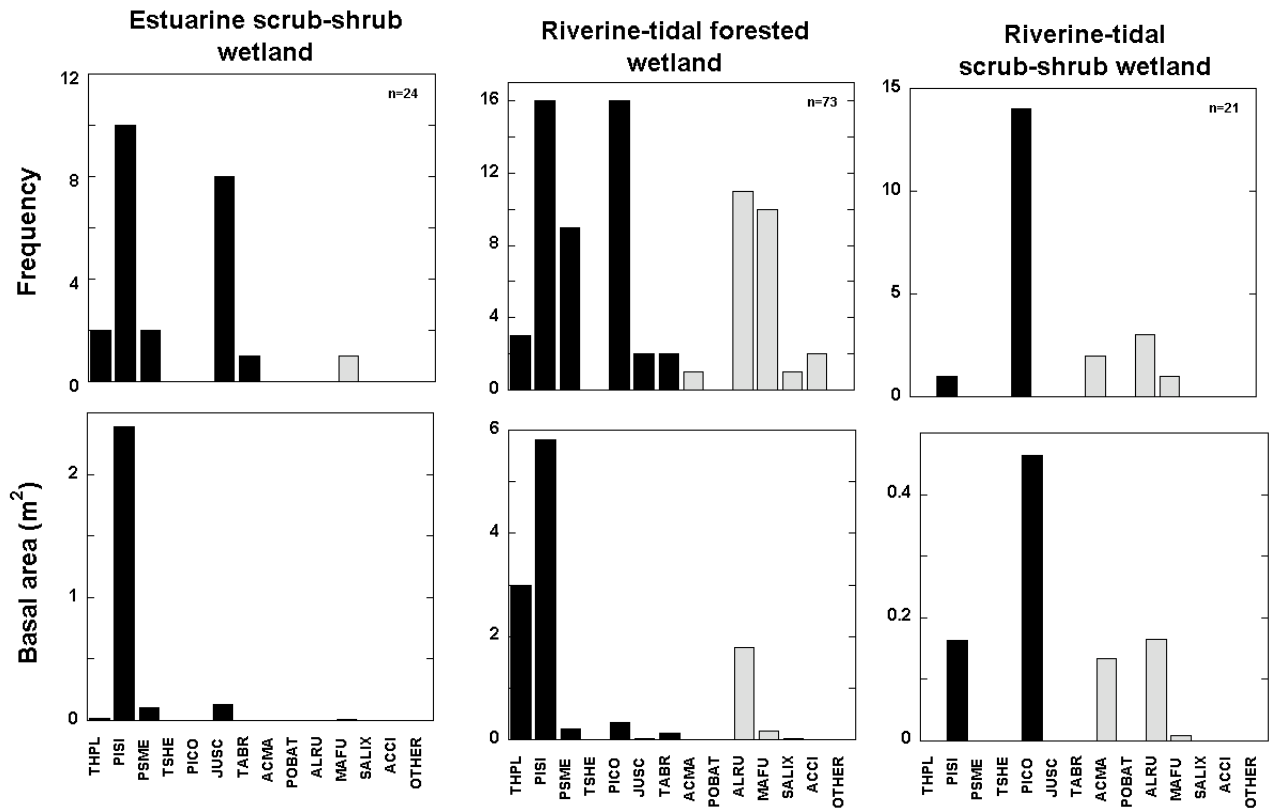 Estuarine scrub-shrub
wetland
Riverine-tidal forested
wetland
Riverine-tidal
scrub-shrub wetland
Frequency
12
8
4
0
n=24
16
12
8
4
0
n=73
15
10
5
0
n=21
Basal area (m²)
2
1
0
6
4
2
0
0.4
0.2
0
THPL
PISI
PSME
TSHE
PICO
JUSC
TABR
ACMA
POBAT
ALRU
MAFU
SALIX
ACCI
OTHER
THPL
PISI
PSME
TSHE
PICO
JUSC
TABR
ACMA
POBAT
ALRU
MAFU
SALIX
ACCI
OTHER
THPL
PISI
PSME
TSHE
PICO
JUSC
TABR
ACMA
POBAT
ALRU
MAFU
SALIX
ACCI
OTHER